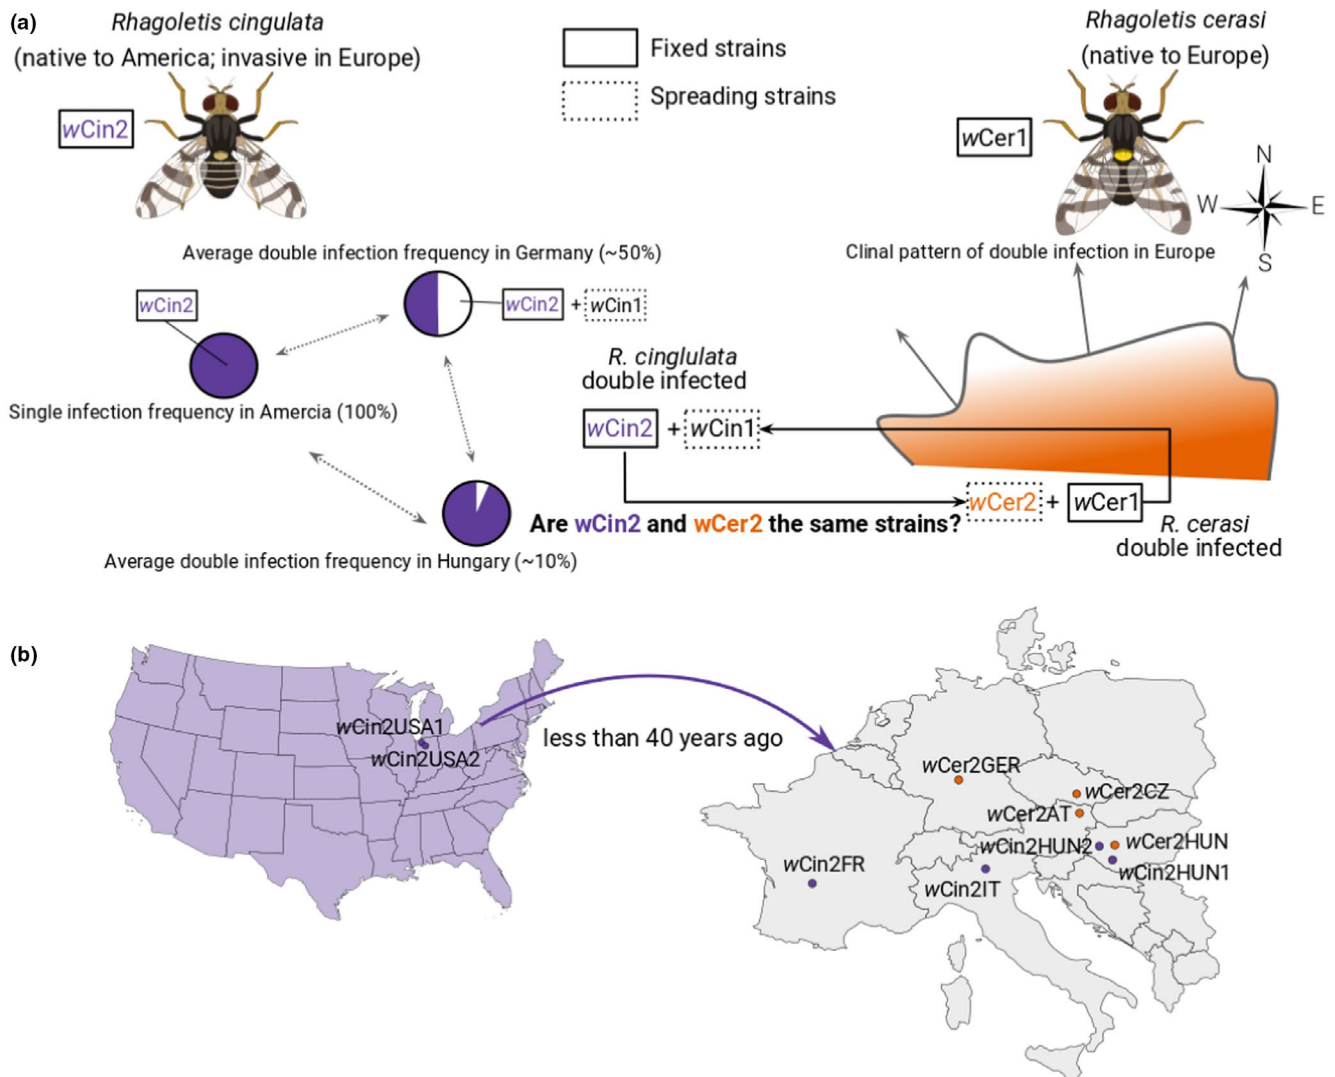 (a)
Rhagoletis cingulata
(native to America; invasive in Europe)
wCin2
Fixed strains
Spreading strains
Rhagoletis cerasi
(native to Europe)
wCer1
N
W
E
S
Clinal pattern of double infection in Europe
Average double infection frequency in Germany (~50%)
wCin2
wCin2 + wCin1
Single infection frequency in Amercia (100%)
R. cinglulata
double infected
wCin2 + wCin1
wCer2 + wCer1
Are wCin2 and wCer2 the same strains?
R. cerasi
double infected
Average double infection frequency in Hungary (~10%)
(b)
wCin2USA1
wCin2USA2
less than 40 years ago
wCer2GER
wCer2CZ
wCer2AT
wCin2HUN2
wCer2HUN
wCin2HUN1
wCin2FR
wCin2IT